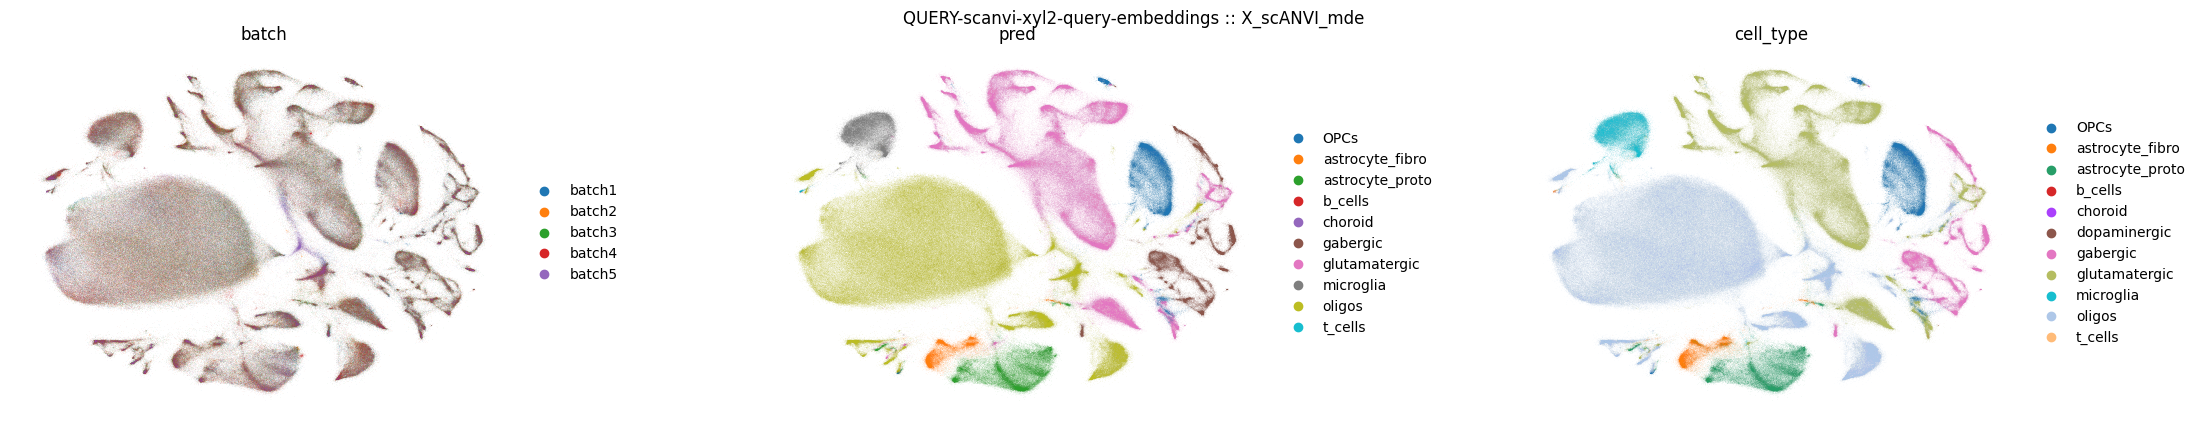 QUERY-scanvi-xyl2-query-embeddings :: X_scANVI_mde
batch
batch1
batch2
batch3
batch4
batch5
pred
OPCs
astrocyte_fibro
astrocyte_proto
b_cells
choroid
gabergic
glutamatergic
microglia
oligos
t_cells
cell_type
OPCs
astrocyte_fibro
astrocyte_proto
b_cells
choroid
dopaminergic
gabergic
glutamatergic
microglia
oligos
t_cells